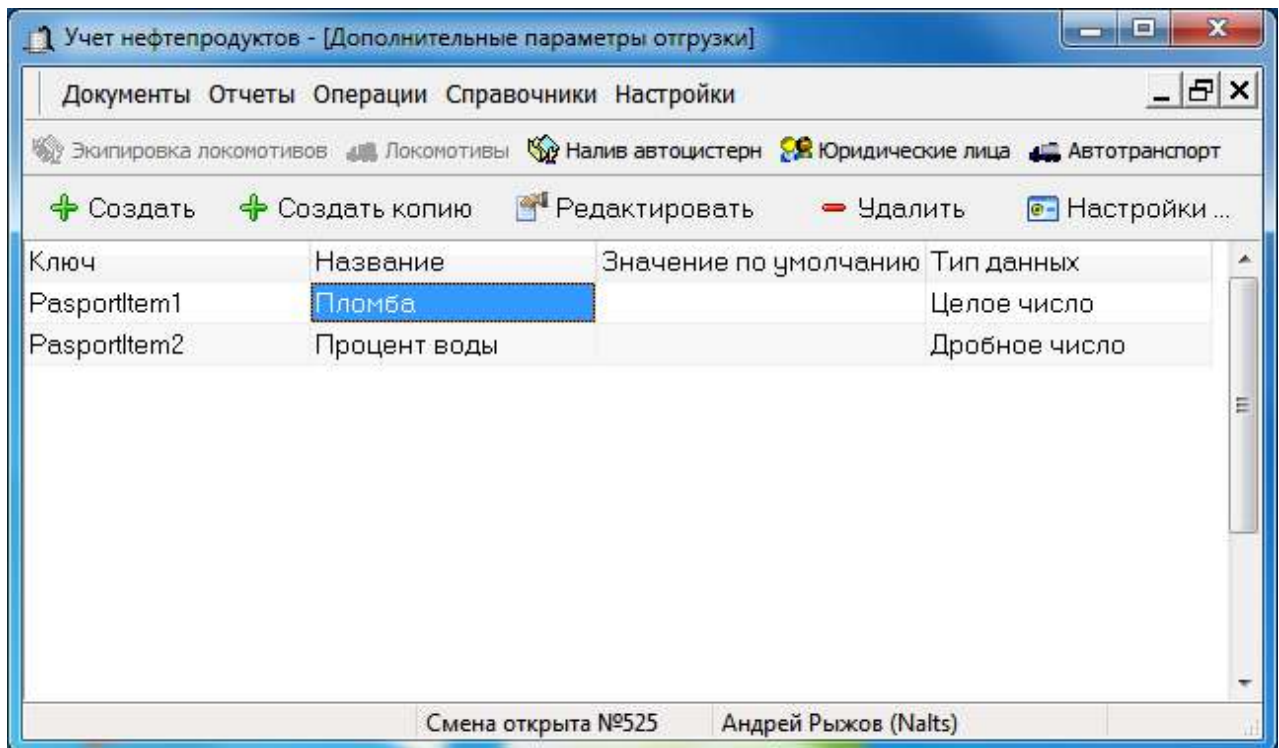 Учет нефтепродуктов - [Дополнительные параметры отгрузки]
Документы Отчеты Операции Справочники Настройки
Экипировка локомотивов Локомотивы Налив автоцистерн Юридические лица Автотранспорт
Создать Создать копию Редактировать Удалить Настройки ...
Ключ Название Значение по умолчанию Тип данных
PasportItem1 Пломба Целое число
PasportItem2 Процент воды Дробное число
Смена открыта №525 Андрей Рыжов (Nalts)